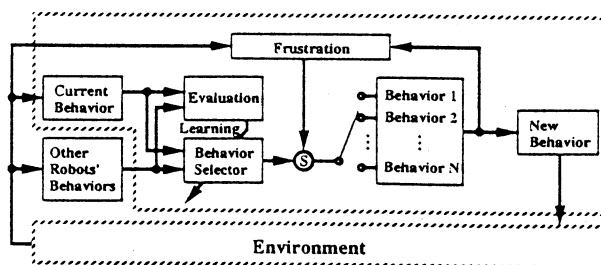 Frustration
Current
Behavior
Evaluation
Learning
Other
Robots'
Behaviors
Behavior
Selector
S
Behavior 1
Behavior 2
Behavior N
New
Behavior
Environment